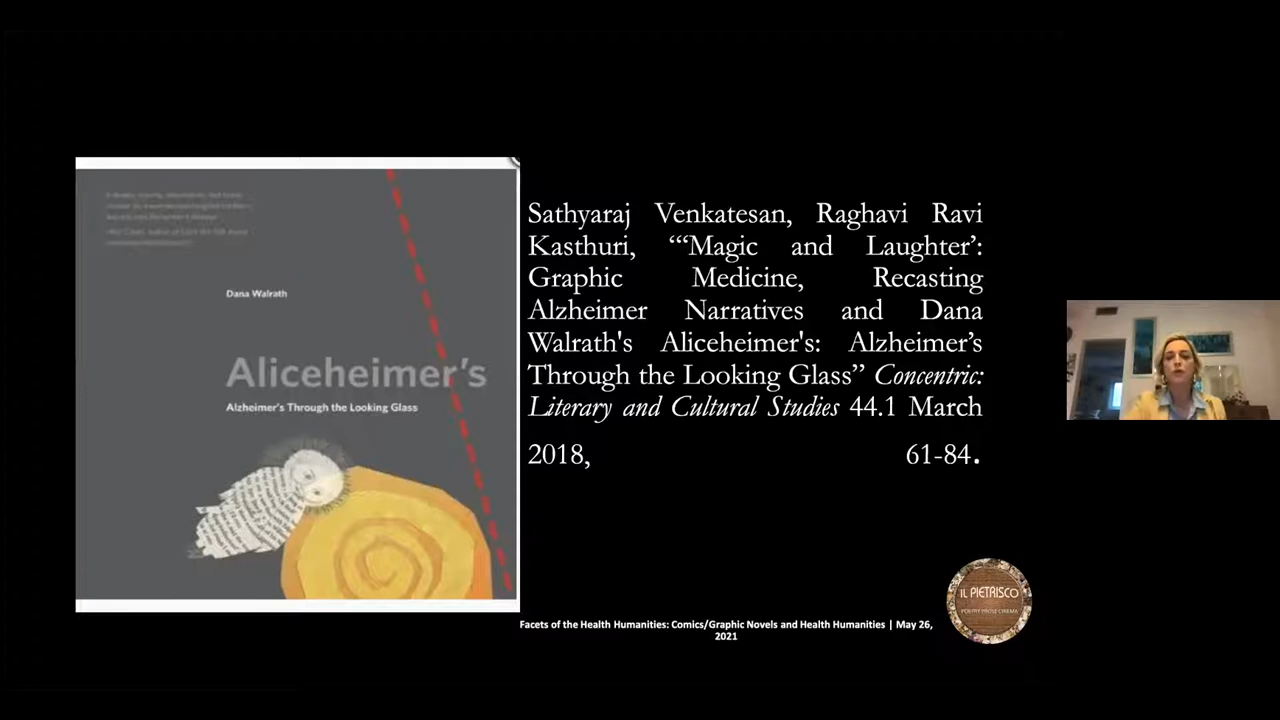 Dana Walrath
Aliceheimer's
Alzheimer's Through the Looking Glass
Sathyaraj Venkatesan, Raghavi Ravi
Kasthuri, “‘Magic and Laughter’:
Graphic Medicine, Recasting
Alzheimer Narratives and Dana
Walrath's Aliceheimer's: Alzheimer’s
Through the Looking Glass” Concentric:
Literary and Cultural Studies 44.1 March
2018, 61-84.
IL PIETRISCO
POETRY PROSE CINEMA
Facets of the Health Humanities: Comics/Graphic Novels and Health Humanities | May 26,
2021